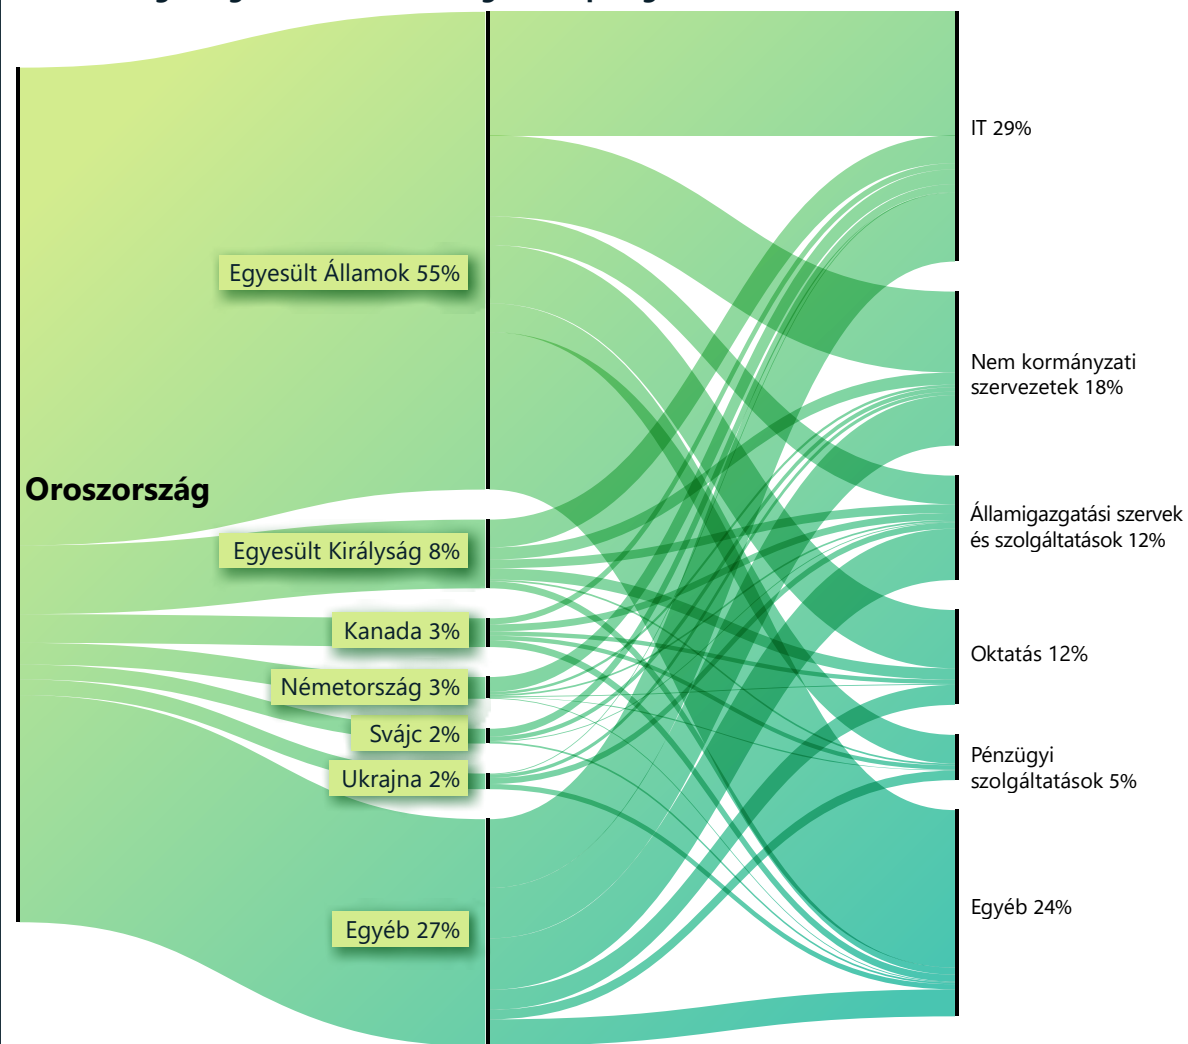 Oroszország
Egyesült Államok 55%
Egyesült Királyság 8%
Kanada 3%
Németország 3%
Svájc 2%
Ukrajna 2%
Egyéb 27%
IT 29%
Nem kormányzati
szervezetek 18%
Államigazgatási szervek
és szolgáltatások 12%
Oktatás 12%
Pénzügyi
szolgáltatások 5%
Egyéb 24%